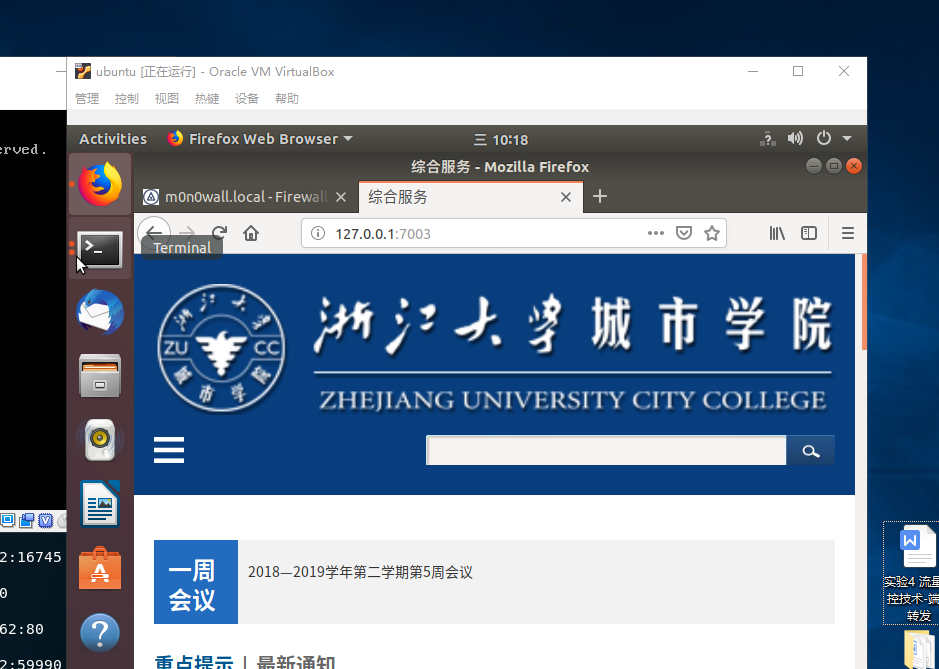 ubuntu [正在运行] - Oracle VM VirtualBox
管理 控制 视图 热键 设备 帮助
erved.
Activities Firefox Web Browser 三 10:18
综合服务 - Mozilla Firefox
m0n0wall.local - Firewall 综合服务
127.0.0.1:7003
Terminal
ZU CC
城市学院
浙江大学城市学院
ZHEJIANG UNIVERSITY CITY COLLEGE
2:16745
0
62:80
2:59990
一周
会议
2018—2019学年第二学期第5周会议
重点提示 | 最新通知
实验4 流量
控技术-端
转发